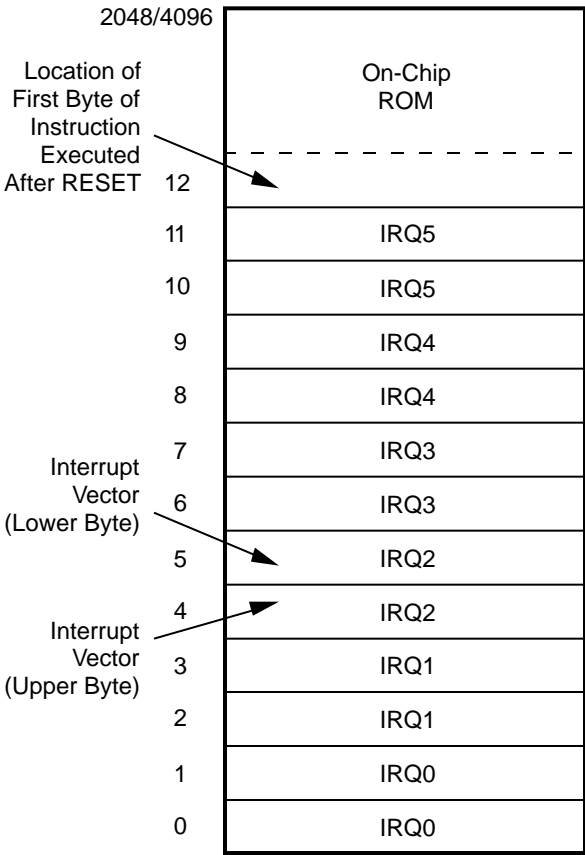 2048/4096
On-Chip
ROM
Location of
First Byte of
Instruction
Executed
After RESET
12
11 IRQ5
10 IRQ5
9 IRQ4
8 IRQ4
7 IRQ3
Interrupt
Vector
(Lower Byte)
6 IRQ3
5 IRQ2
4 IRQ2
Interrupt
Vector
(Upper Byte)
3 IRQ1
2 IRQ1
1 IRQ0
0 IRQ0